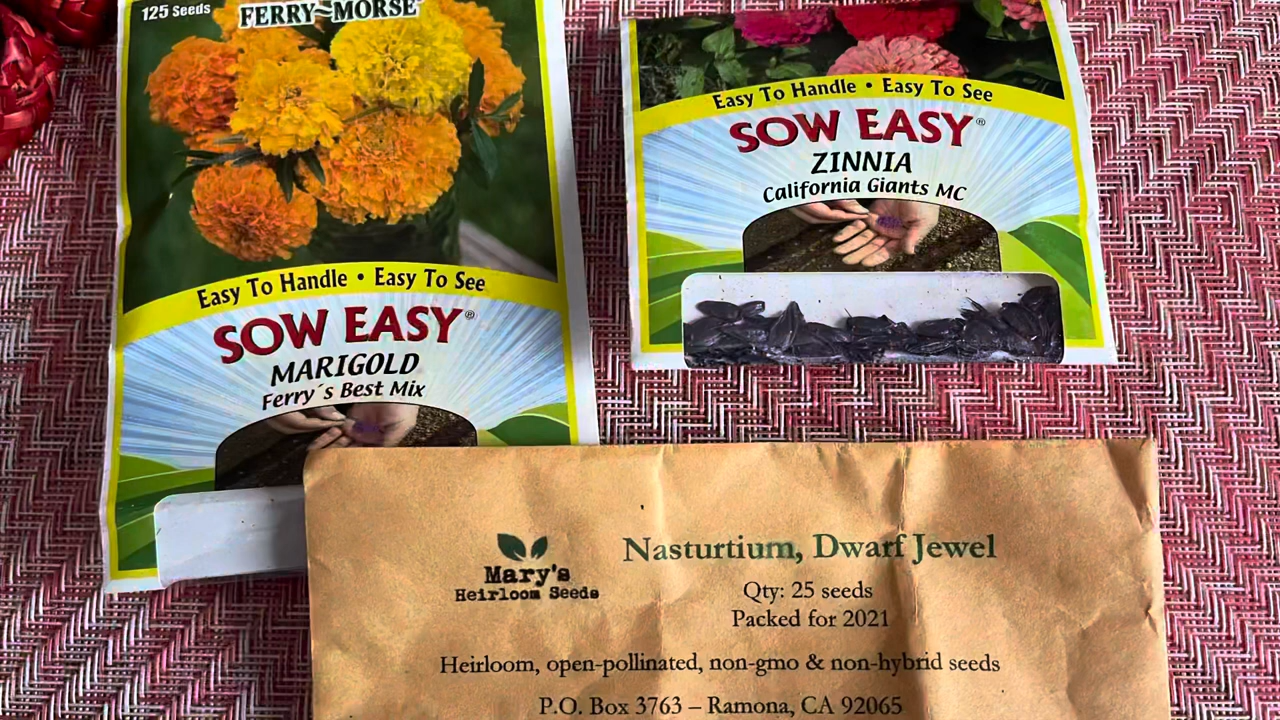 125 Seeds
FERRY~MORSE®
Easy To Handle • Easy To See
SOW EASY®
MARIGOLD
Ferry´s Best Mix
Easy To Handle • Easy To See
SOW EASY®
ZINNIA
California Giants MC
Mary's
Heirloom Seeds
Nasturtium, Dwarf Jewel
Qty: 25 seeds
Packed for 2021
Heirloom, open-pollinated, non-gmo & non-hybrid seeds
P.O. Box 3763 – Ramona, CA 92065